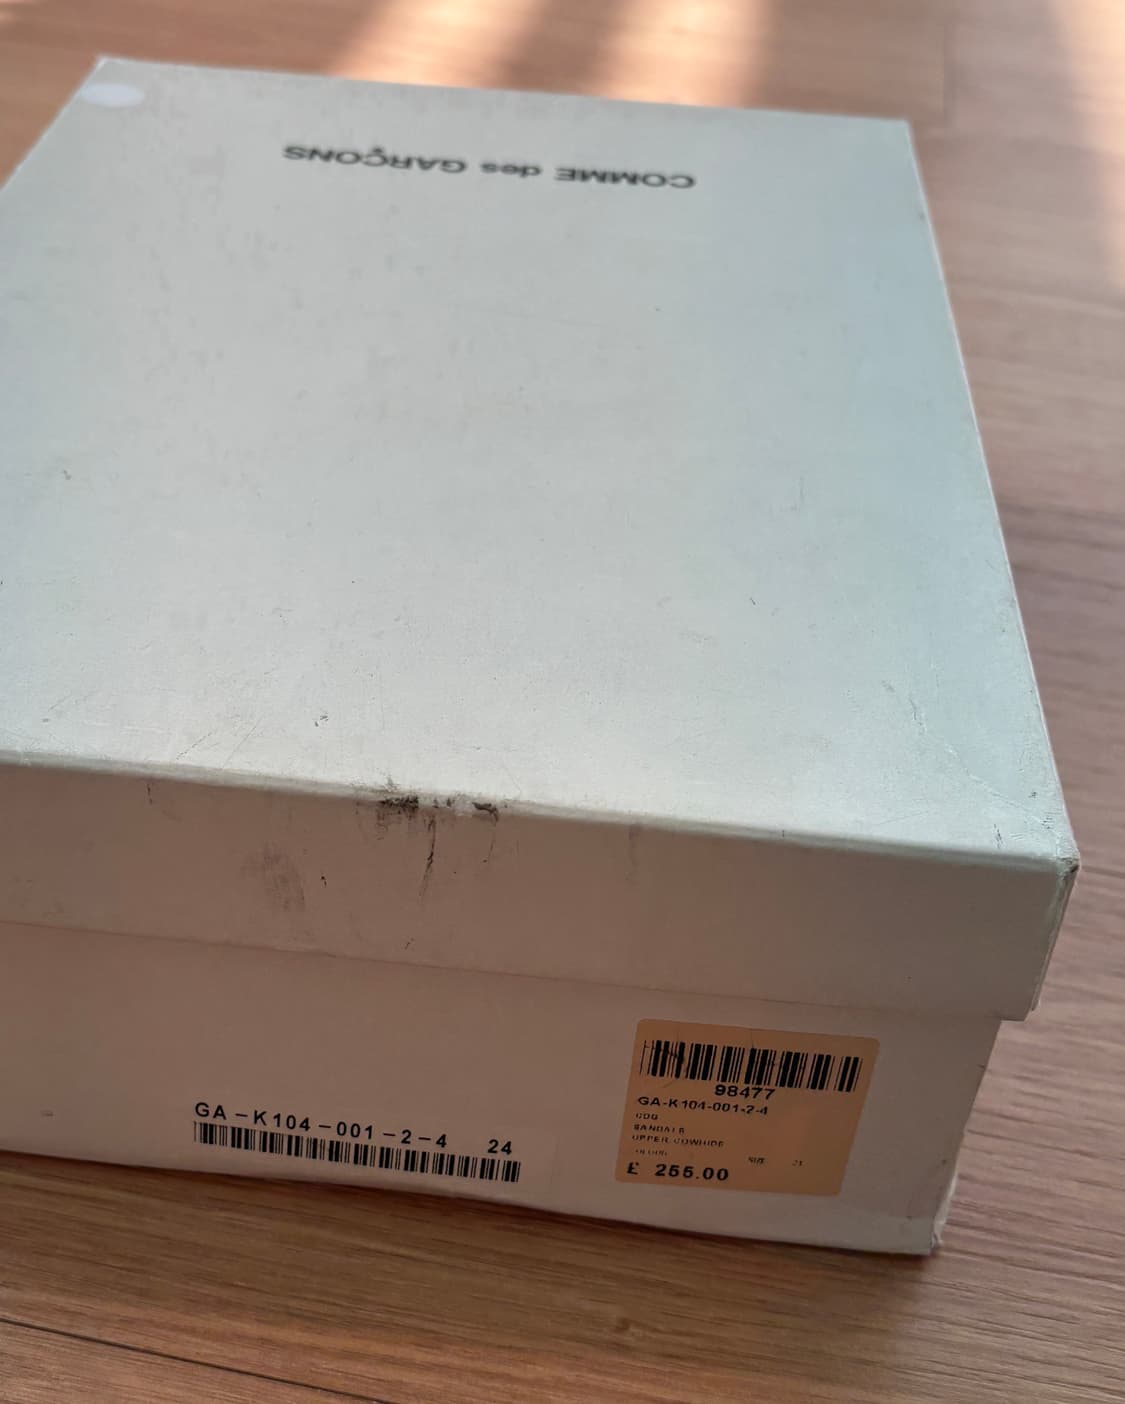 COMME des GARÇONS
GA-K104-001-2-4 24
98477
GA-K104-001-2-4
CDG
SANDALS
UPPER COWHIDE
SIZE
£ 255.00